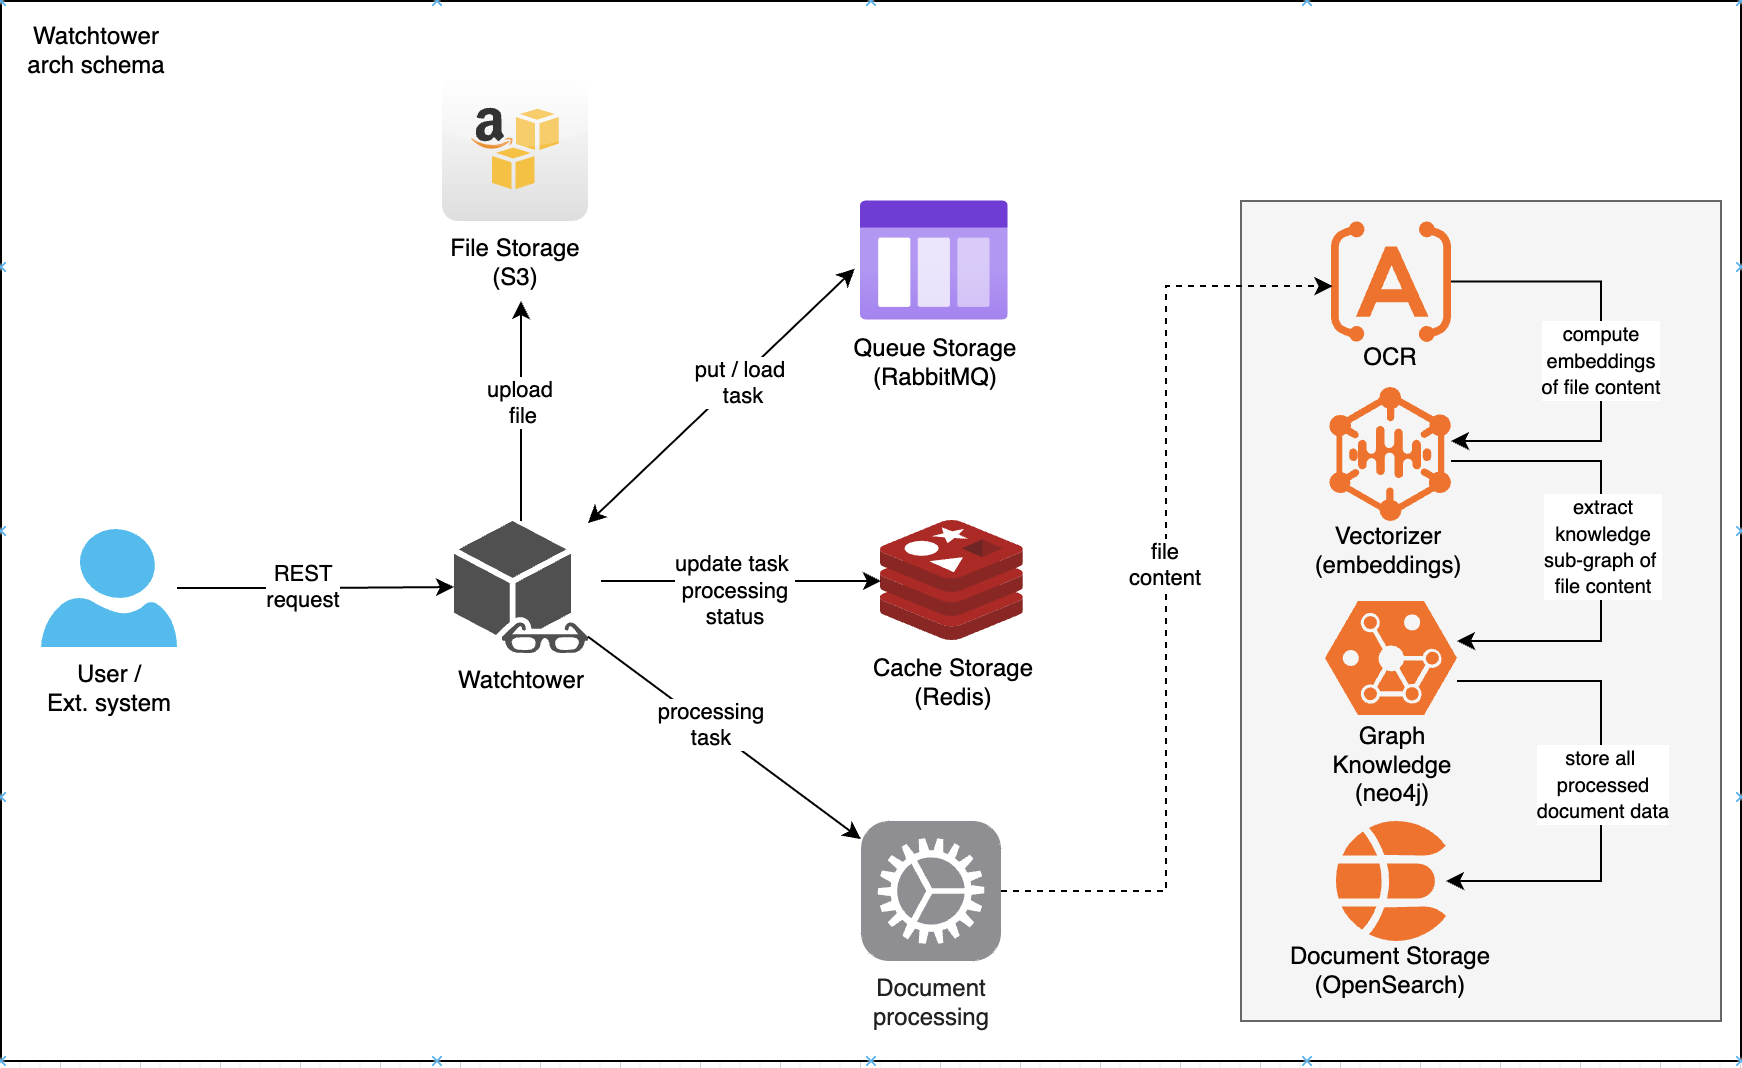 Watchtower
arch schema
a
File Storage
(S3)
upload
file
put / load
task
Queue Storage
(RabbitMQ)
REST
request
User /
Ext. system
Watchtower
update task
processing
status
Cache Storage
(Redis)
processing
task
Document
processing
file
content
A
OCR
compute
embeddings
of file content
Vectorizer
(embeddings)
extract
knowledge
sub-graph of
file content
Graph
Knowledge
(neo4j)
store all
processed
document data
Document Storage
(OpenSearch)